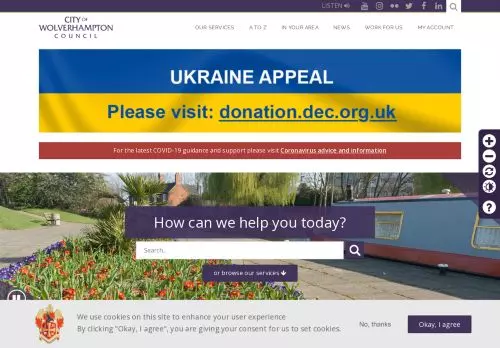 LISTEN
CITY OF
WOLVERHAMPTON
COUNCIL
OUR SERVICES A TO Z IN YOUR AREA NEWS WORK FOR US MY ACCOUNT
UKRAINE APPEAL
Please visit: donation.dec.org.uk
For the latest COVID-19 guidance and support please visit Coronavirus advice and information
How can we help you today?
Search..
or browse our services
We use cookies on this site to enhance your user experience
By clicking "Okay, I agree", you are giving your consent for us to set cookies.
No, thanks
Okay, I agree